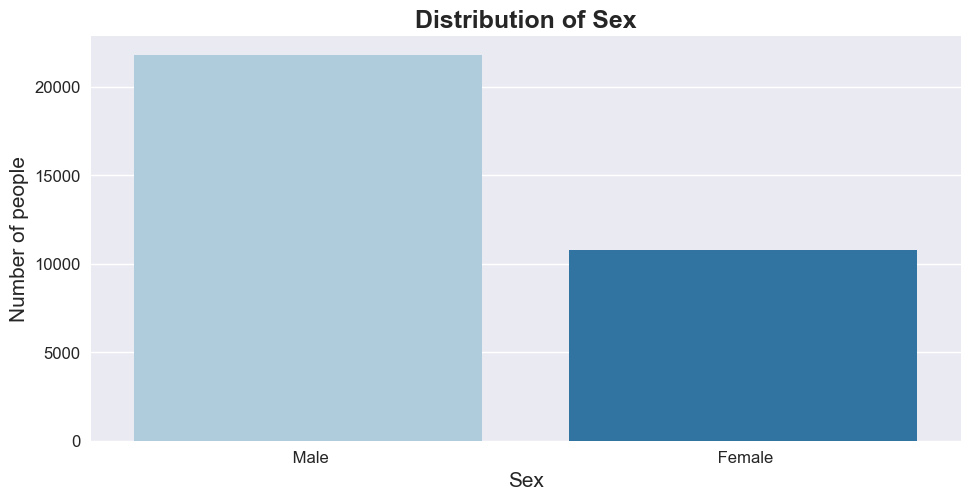 Distribution of Sex
Number of people
20000
15000
10000
5000
0
Male
Female
Sex